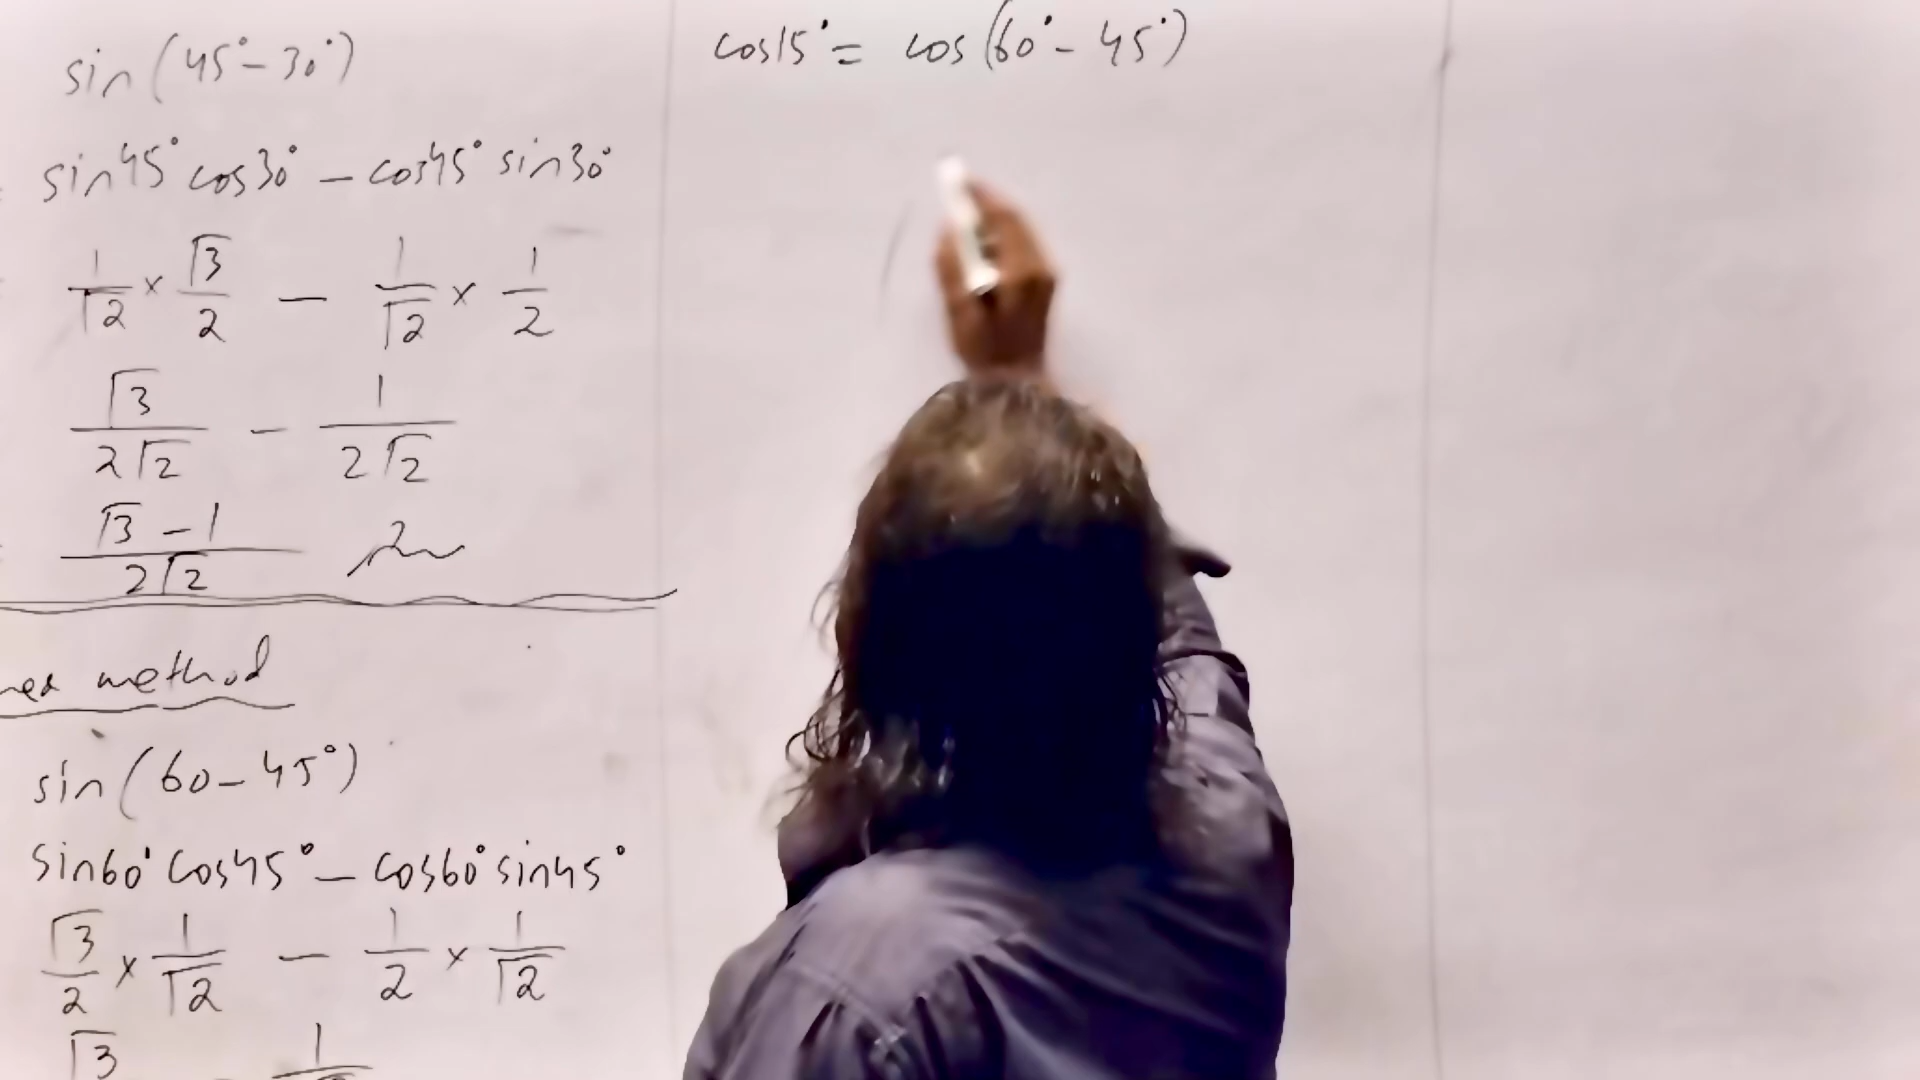 sin(45°-30°)
sin45° cos30° - cos45° sin30°
1/√2 × √3/2 - 1/√2 × 1/2
√3/2√2 - 1/2√2
√3-1/2√2
method
sin(60-45°)
sin60° cos45° - cos60° sin45°
√3/2 × 1/√2 - 1/2 × 1/√2
√3 - 1
cos15° = cos(60° - 45°)